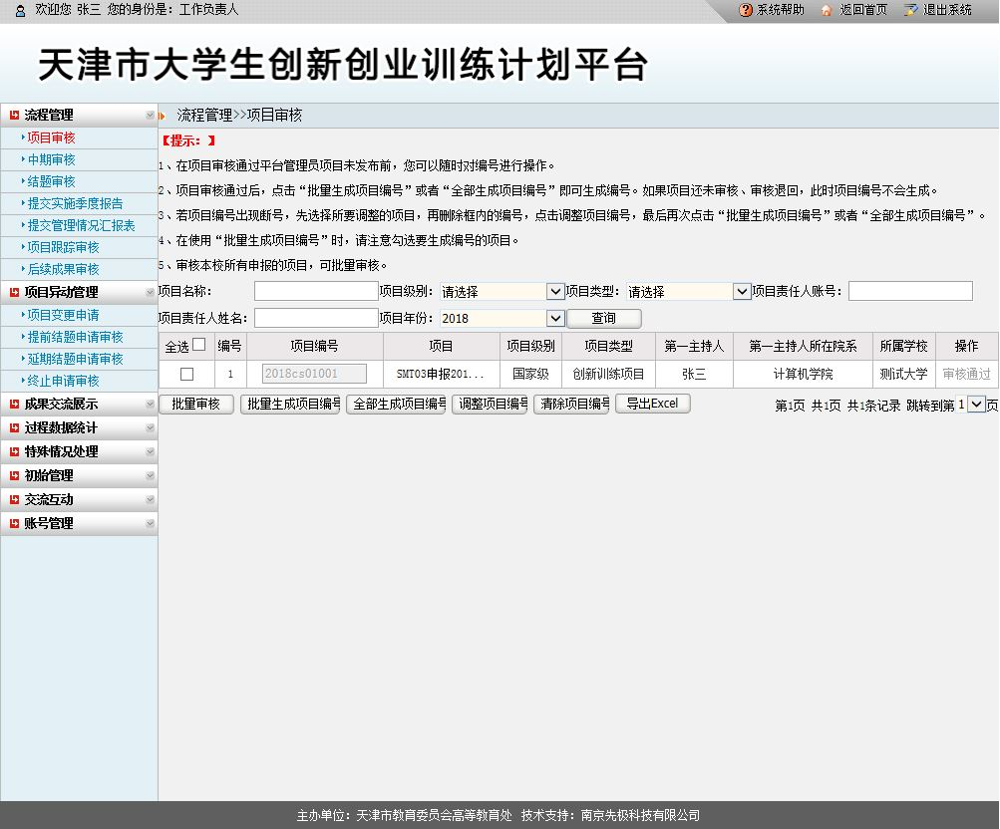 欢迎您 张三 您的身份是：工作负责人 系统帮助 返回首页 退出系统
天津市大学生创新创业训练计划平台
流程管理
项目审核
中期审核
结题审核
提交实施季度报告
提交管理情况汇报表
项目跟踪审核
后续成果审核
项目异动管理
项目变更申请
提前结题申请审核
延期结题申请审核
终止申请审核
成果交流展示
过程数据统计
特殊情况处理
初始管理
交流互动
账号管理
流程管理>>项目审核
【提示：】
1、在项目审核通过平台管理员项目未发布前，您可以随时对编号进行操作。
2、项目审核通过后，点击“批量生成项目编号”或者“全部生成项目编号”即可生成编号。如果项目还未审核、审核退回，此时项目编号不会生成。
3、若项目编号出现断号，先选择所要调整的项目，再删除框内的编号，点击调整项目编号，最后再次点击“批量生成项目编号”或者“全部生成项目编号”。
4、在使用“批量生成项目编号”时，请注意勾选要生成编号的项目。
5、审核本校所有申报的项目，可批量审核。
项目名称： 项目级别： 请选择 项目类型： 请选择 项目责任人账号：
项目责任人姓名： 项目年份： 2018 查询
全选 编号 项目编号 项目 项目级别 项目类型 第一主持人 第一主持人所在院系 所属学校 操作
1 2018cs01001 SMT03申报201... 国家级 创新训练项目 张三 计算机学院 测试大学 审核通过
批量审核 批量生成项目编号 全部生成项目编号 调整项目编号 清除项目编号 导出Excel 第1页 共1页 共1条记录 跳转到第 1 页
主办单位：天津市教育委员会高等教育处 技术支持：南京先极科技有限公司